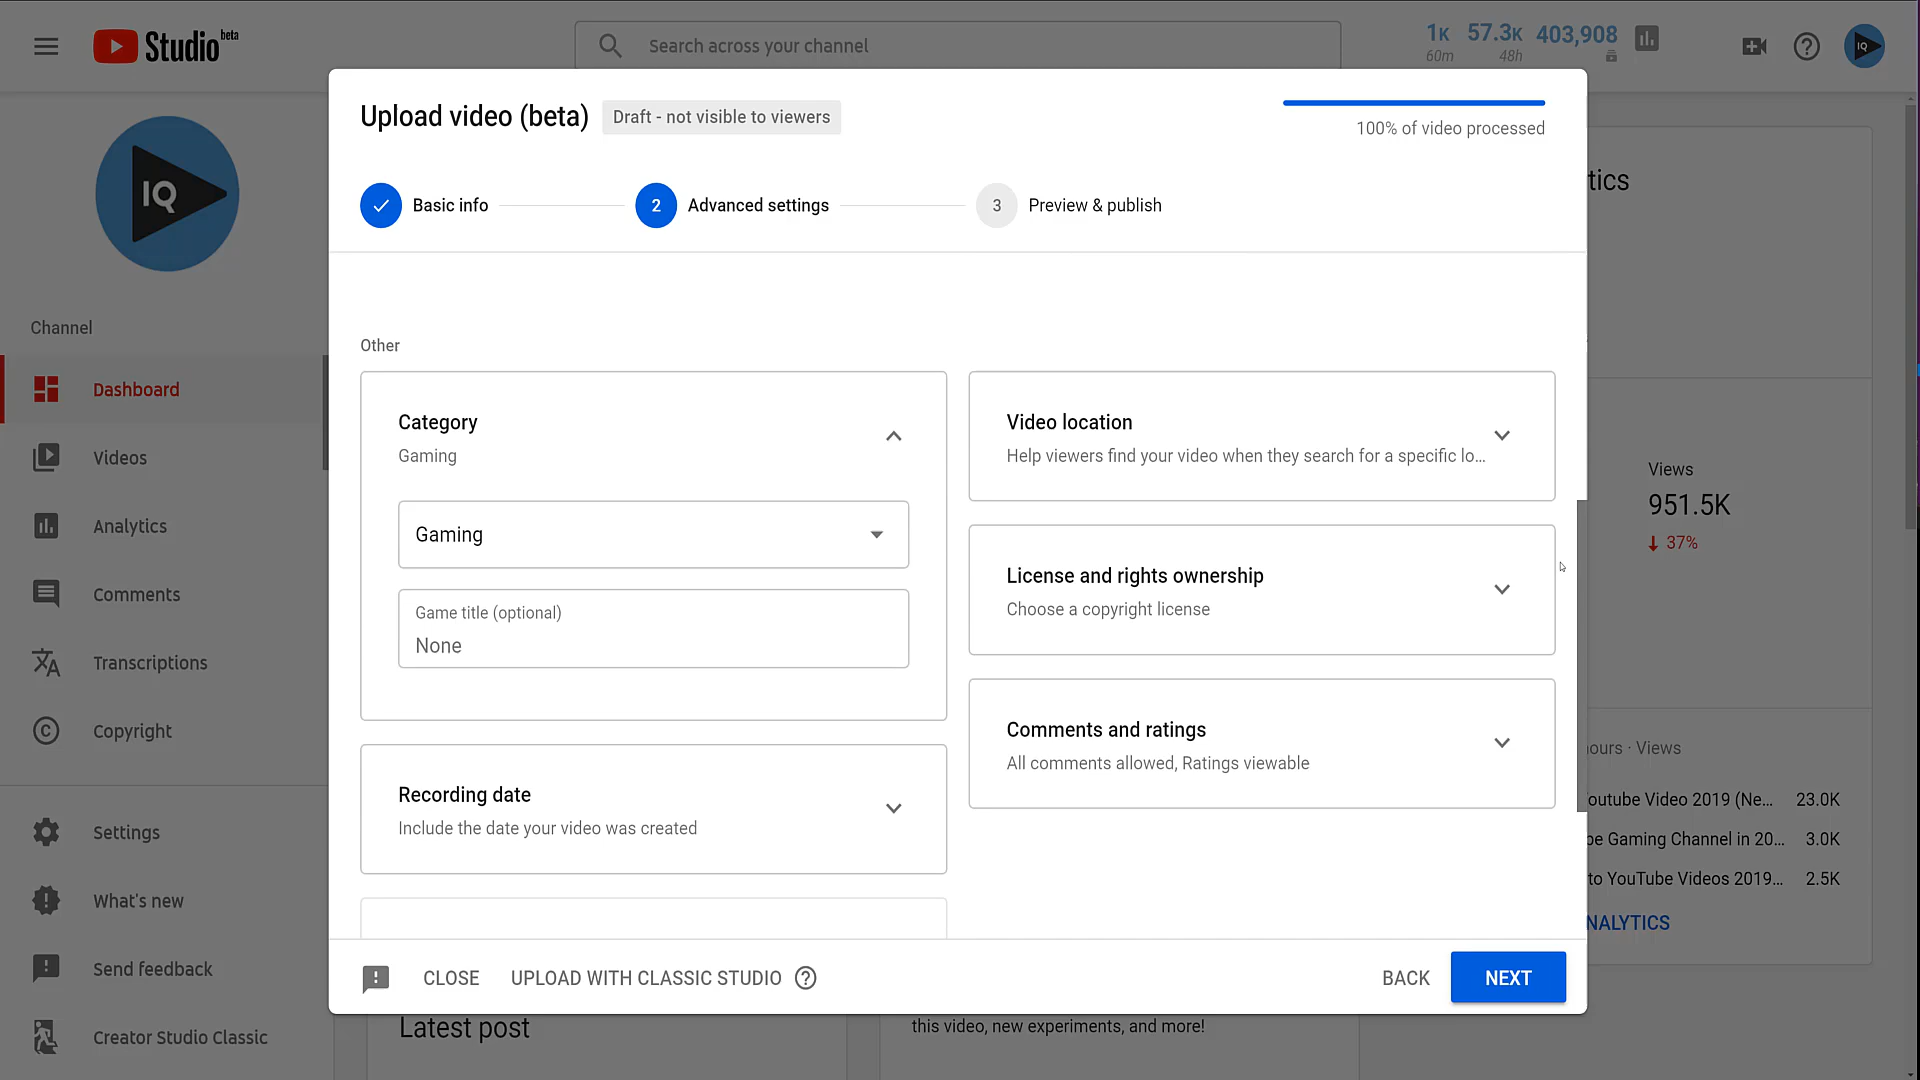 Studio beta
Search across your channel
1K 57.3K 403,908
60m 48h
IQ
Upload video (beta)
Draft - not visible to viewers
100% of video processed
Basic info
2
Advanced settings
3
Preview & publish
IQ
Channel
Dashboard
Videos
Analytics
Comments
Transcriptions
Copyright
Settings
What's new
Send feedback
Creator Studio Classic
Other
Category
Gaming
Gaming
Game title (optional)
None
Recording date
Include the date your video was created
Video location
Help viewers find your video when they search for a specific lo...
License and rights ownership
Choose a copyright license
Comments and ratings
All comments allowed, Ratings viewable
CLOSE
UPLOAD WITH CLASSIC STUDIO
BACK
NEXT
tics
Views
951.5K
37%
ours · Views
outube Video 2019 (Ne... 23.0K
be Gaming Channel in 20... 3.0K
to YouTube Videos 2019... 2.5K
NALYTICS
Latest post
this video, new experiments, and more!